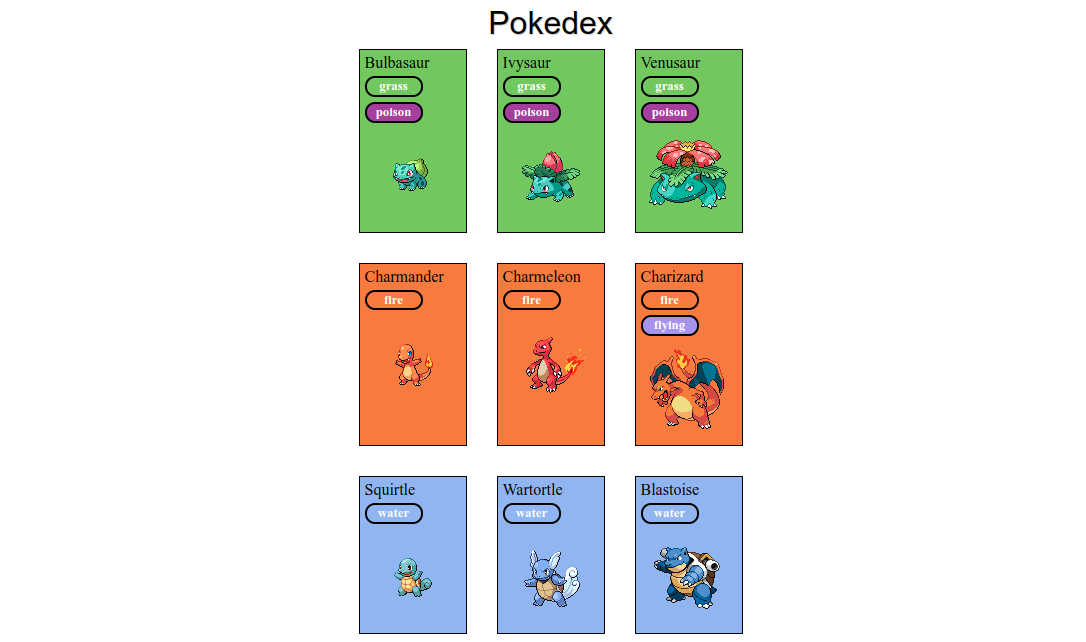 Pokedex
Bulbasaur
grass
poison
Ivysaur
grass
poison
Venusaur
grass
poison
Charmander
fire
Charmeleon
fire
Charizard
fire
flying
Squirtle
water
Wartortle
water
Blastoise
water